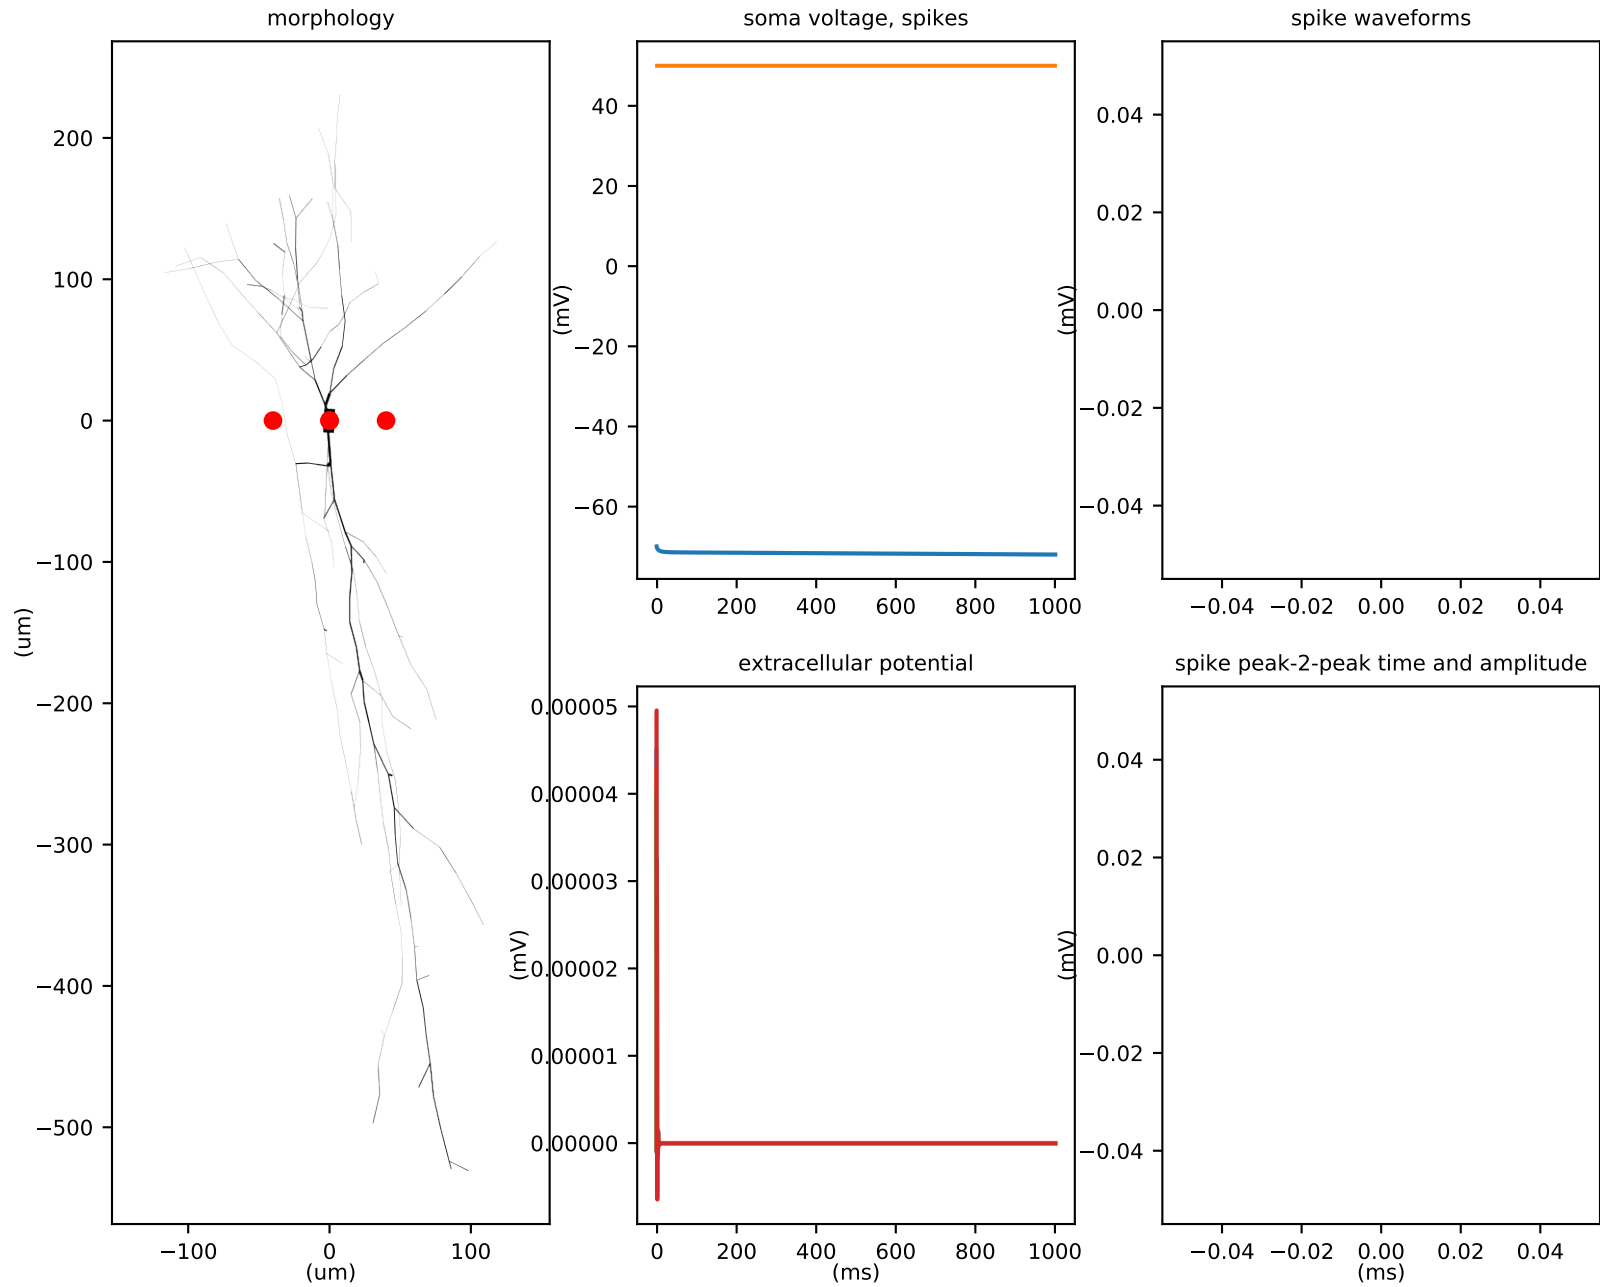 morphology
200
100
0
−100
−200
−300
−400
−500
(um)
−100 0 100
(um)
soma voltage, spikes
40
20
0
−20
−40
−60
(mV)
0 200 400 600 800 1000
spike waveforms
0.04
0.02
0.00
−0.02
−0.04
(mV)
−0.04 −0.02 0.00 0.02 0.04
extracellular potential
0.00005
0.00004
0.00003
0.00002
0.00001
0.00000
(mV)
0 200 400 600 800 1000
(ms)
spike peak-2-peak time and amplitude
0.04
0.02
0.00
−0.02
−0.04
(mV)
−0.04 −0.02 0.00 0.02 0.04
(ms)